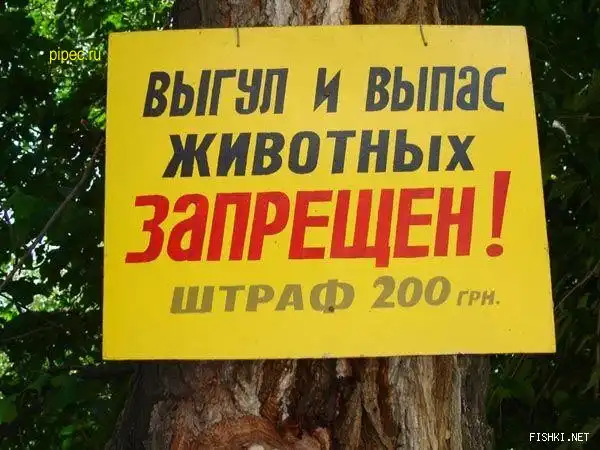 pipec.ru
ВЫГУЛ И ВЫПАС
ЖИВОТНЫХ
ЗАПРЕЩЕН!
ШТРАФ 200 ГРН.
FISHKI.NET